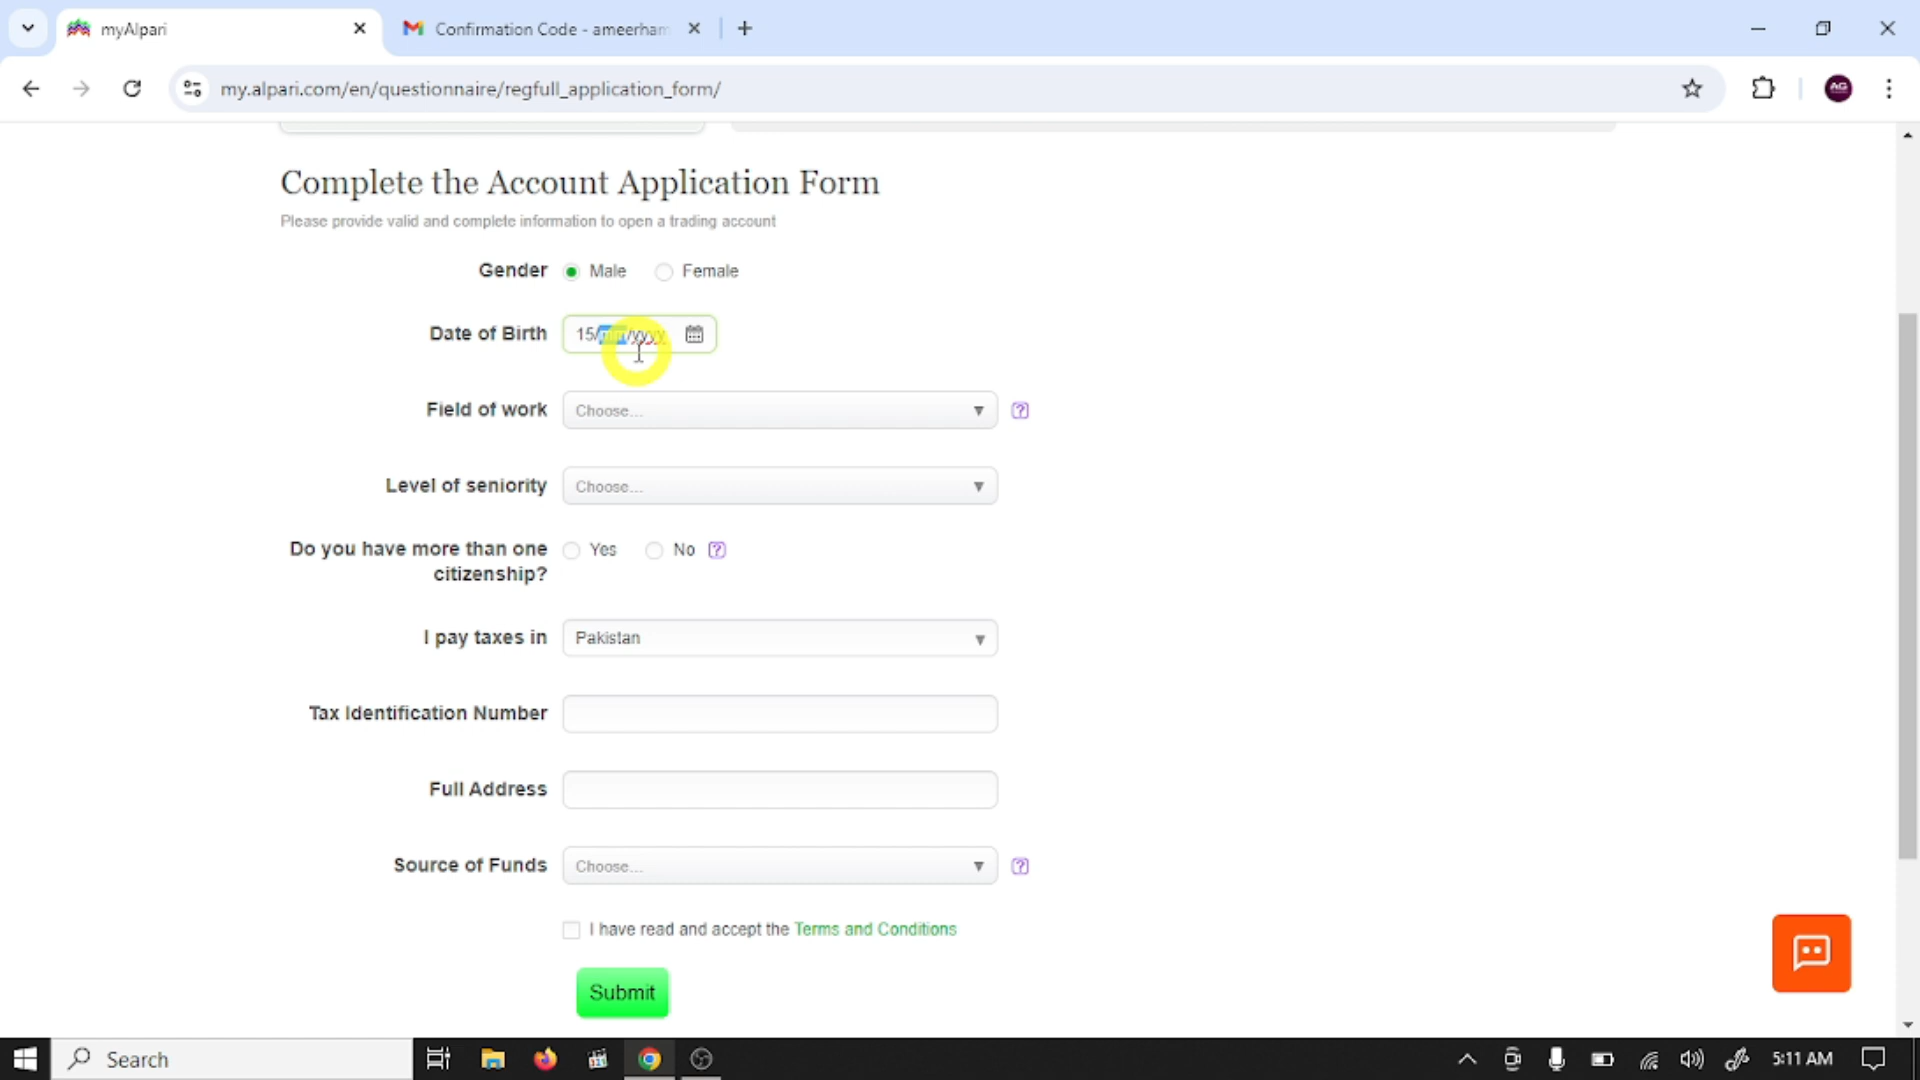 myAlpari
Confirmation Code - ameerham
my.alpari.com/en/questionnaire/regfull_application_form/
AG
Complete the Account Application Form
Please provide valid and complete information to open a trading account
Gender Male Female
Date of Birth 15/mm/yyyy
Field of work Choose...
Level of seniority Choose...
Do you have more than one
citizenship? Yes No
I pay taxes in Pakistan
Tax Identification Number
Full Address
Source of Funds Choose...
I have read and accept the Terms and Conditions
Submit
Search
5:11 AM